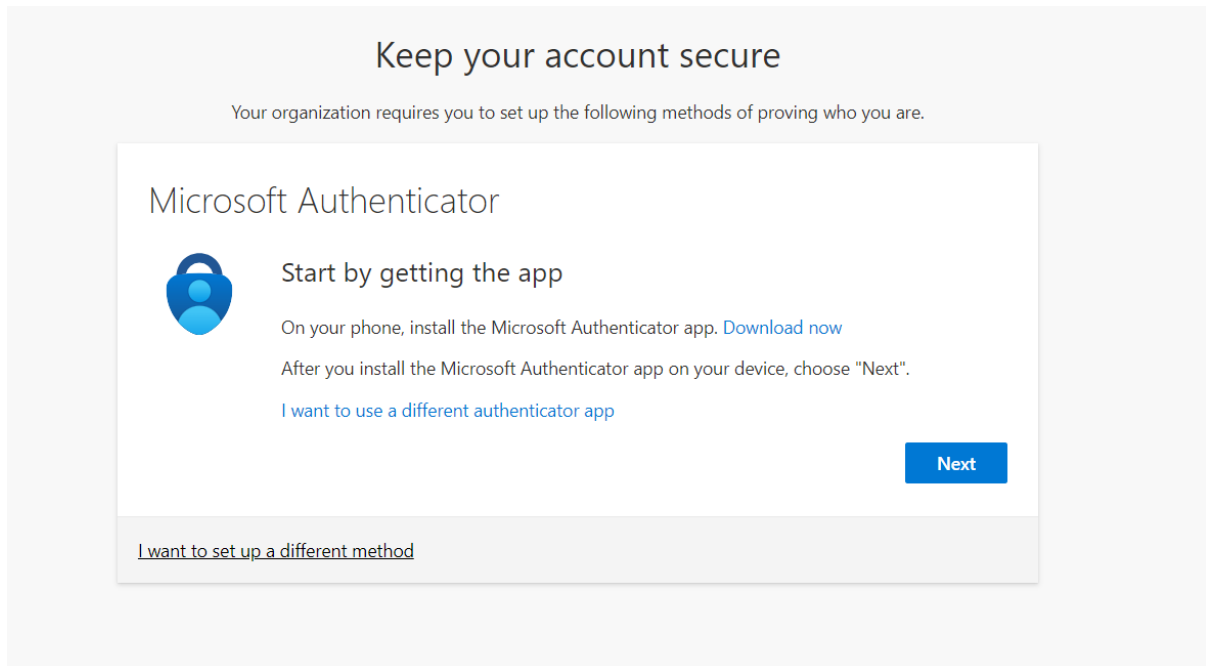 Keep your account secure
Your organization requires you to set up the following methods of proving who you are.
Microsoft Authenticator
Start by getting the app
On your phone, install the Microsoft Authenticator app. Download now
After you install the Microsoft Authenticator app on your device, choose "Next".
I want to use a different authenticator app
Next
I want to set up a different method